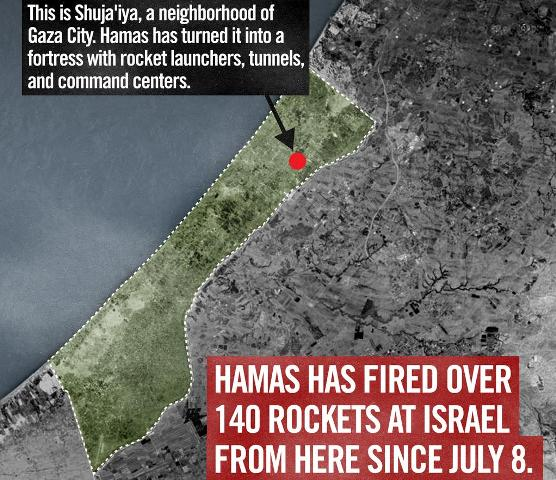 This is Shuja'iya, a neighborhood of
Gaza City. Hamas has turned it into a
fortress with rocket launchers, tunnels,
and command centers.
HAMAS HAS FIRED OVER
140 ROCKETS AT ISRAEL
FROM HERE SINCE JULY 8.